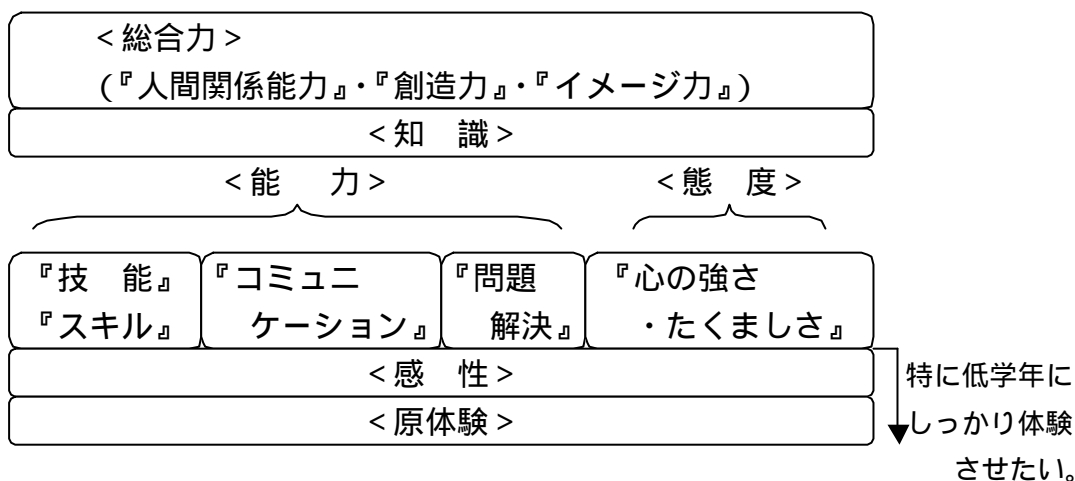 ＜総合力＞
（『人間関係能力』・『創造力』・『イメージ力』）
＜知　識＞
＜能　　力＞　＜態　度＞
『技　能』　『コミュニ　『問題　『心の強さ
『スキル』　ケーション』　解決』　・たくましさ』
＜感　性＞
特に低学年に
＜原体験＞
しっかり体験
させたい。